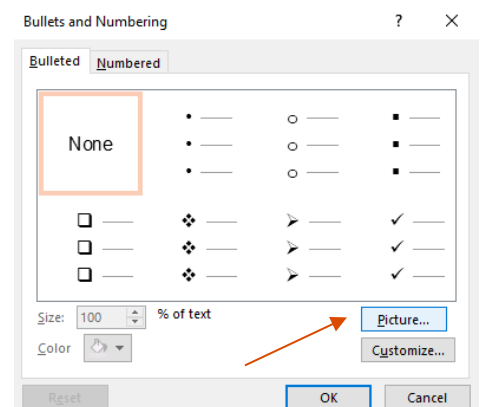 Bullets and Numbering ? ×
Bulleted Numbered
None
Size: 100 % of text Picture...
Color Customize...
Reset OK Cancel